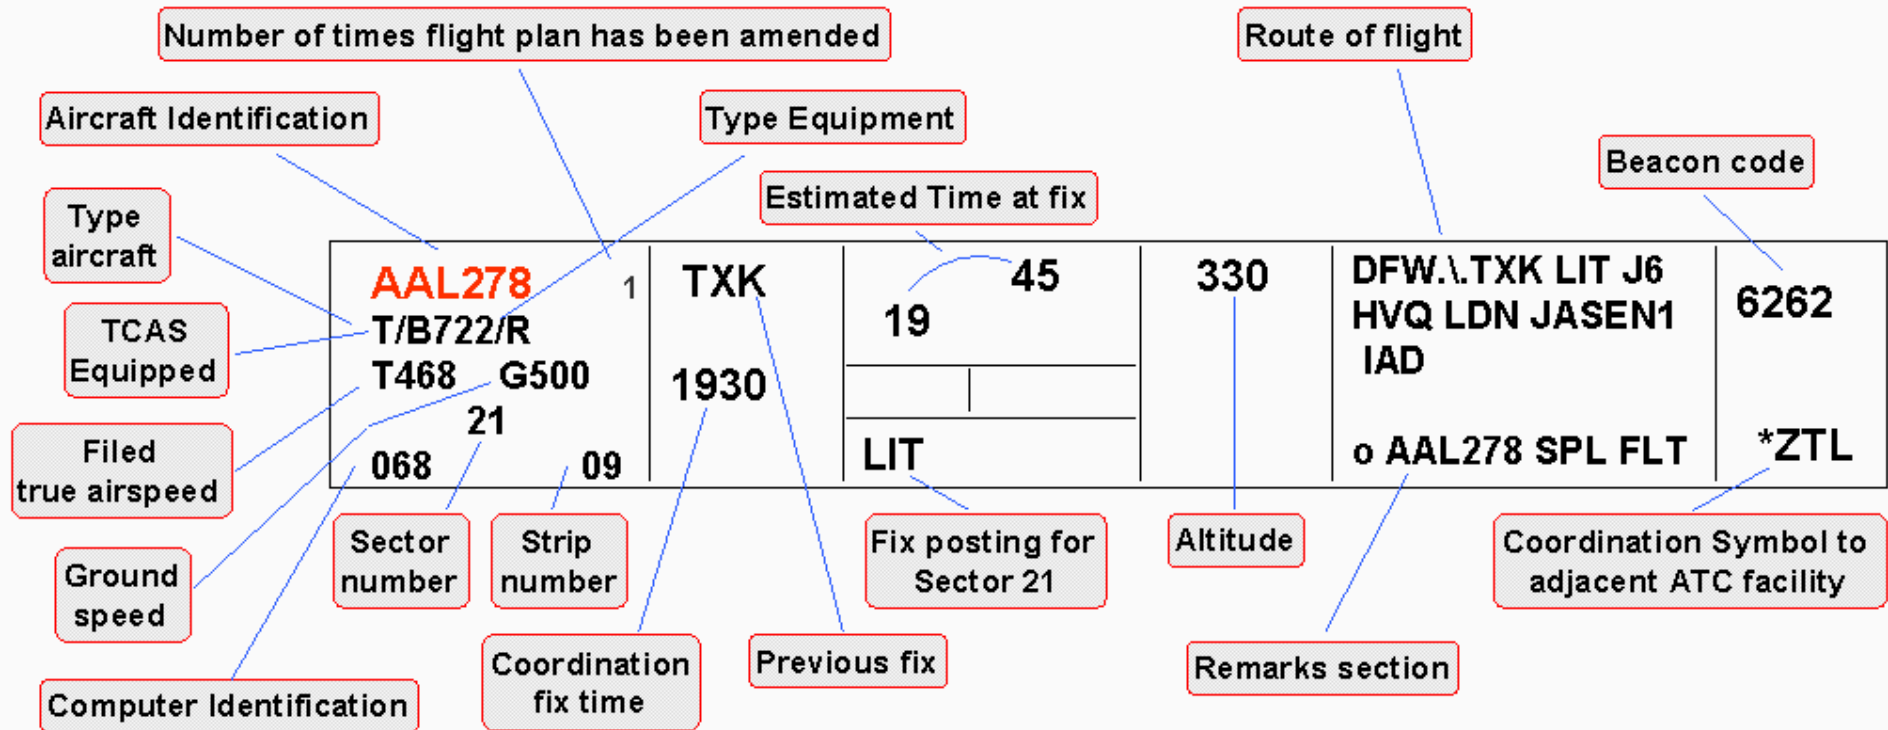 Number of times flight plan has been amended
Route of flight
Aircraft Identification
Type Equipment
Beacon code
Type
aircraft
Estimated Time at fix
TCAS
Equipped
Filed
true airspeed
Ground
speed
Computer Identification
AAL278 1
T/B722/R
T468 G500
21
068 09
TXK
1930
45
19
LIT
330
DFW.\.TXK LIT J6
HVQ LDN JASEN1
IAD
o AAL278 SPL FLT
6262
*ZTL
Sector
number
Strip
number
Fix posting for
Sector 21
Altitude
Coordination Symbol to
adjacent ATC facility
Coordination
fix time
Previous fix
Remarks section